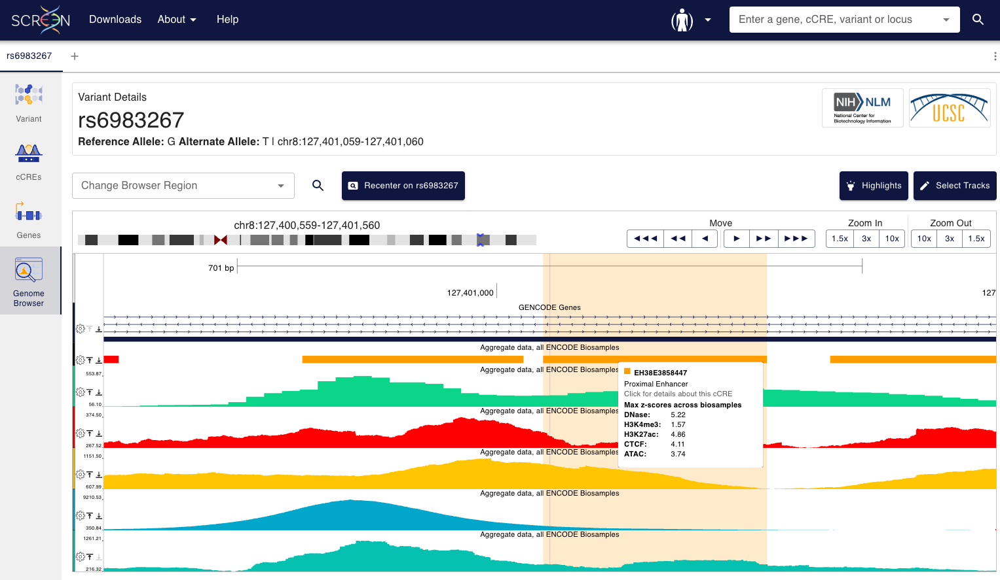 SCREEN Downloads About Help Enter a gene, cCRE, variant or locus
rs6983267 +
Variant
cCREs
Genes
Genome
Browser
Variant Details
rs6983267
Reference Allele: G Alternate Allele: T | chr8:127,401,059-127,401,060
NIH NLM
National Center for
Biotechnology Information
UCSC
Change Browser Region
Recenter on rs6983267
Highlights
Select Tracks
chr8:127,400,559-127,401,560
Move
Zoom In
Zoom Out
1.5x 3x 10x
10x 3x 1.5x
701 bp
127,401,000
127
GENCODE Genes
Aggregate data, all ENCODE Biosamples
Aggregate data, all ENCODE Biosamples
553.87
56.10
Aggregate data, all ENCODE Biosamples
374.50
267.52
Aggregate data, all ENCODE Biosamples
1151.50
607.99
Aggregate data, all ENCODE Biosamples
9210.53
350.84
Aggregate data, all ENCODE Biosamples
1261.21
216.32
EH38E3858447
Proximal Enhancer
Click for details about this cCRE
Max z-scores across biosamples
DNase: 5.22
H3K4me3: 1.57
H3K27ac: 4.86
CTCF: 4.11
ATAC: 3.74